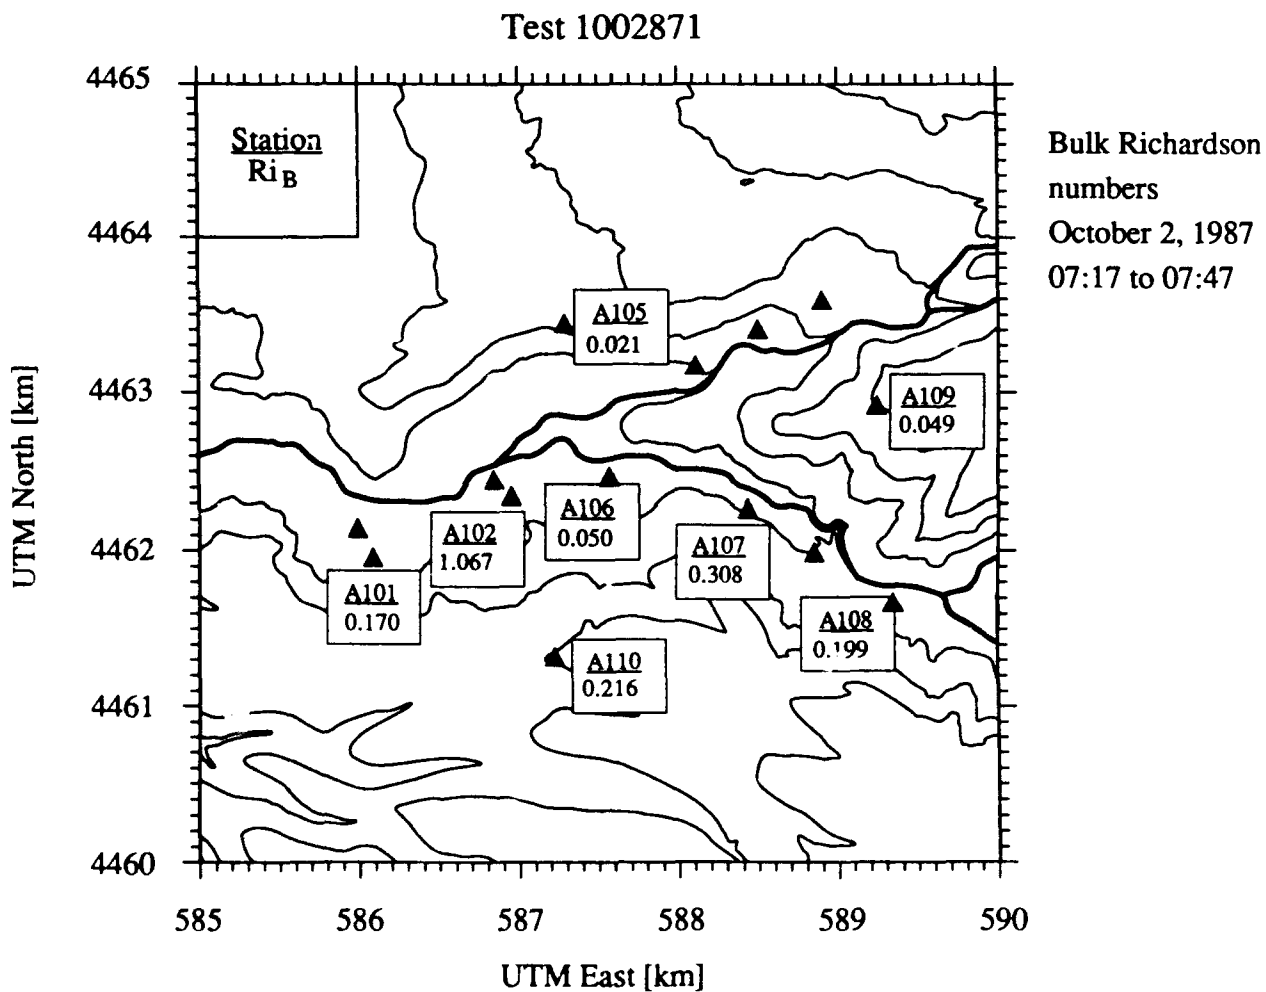 Test 1002871
4465
4464
4463
4462
4461
4460
UTM North [km]
Station
Ri B
A105
0.021
A109
0.049
A106
0.050
A102
1.067
A107
0.308
A101
0.170
A108
0.199
A110
0.216
585 586 587 588 589 590
UTM East [km]
Bulk Richardson
numbers
October 2, 1987
07:17 to 07:47